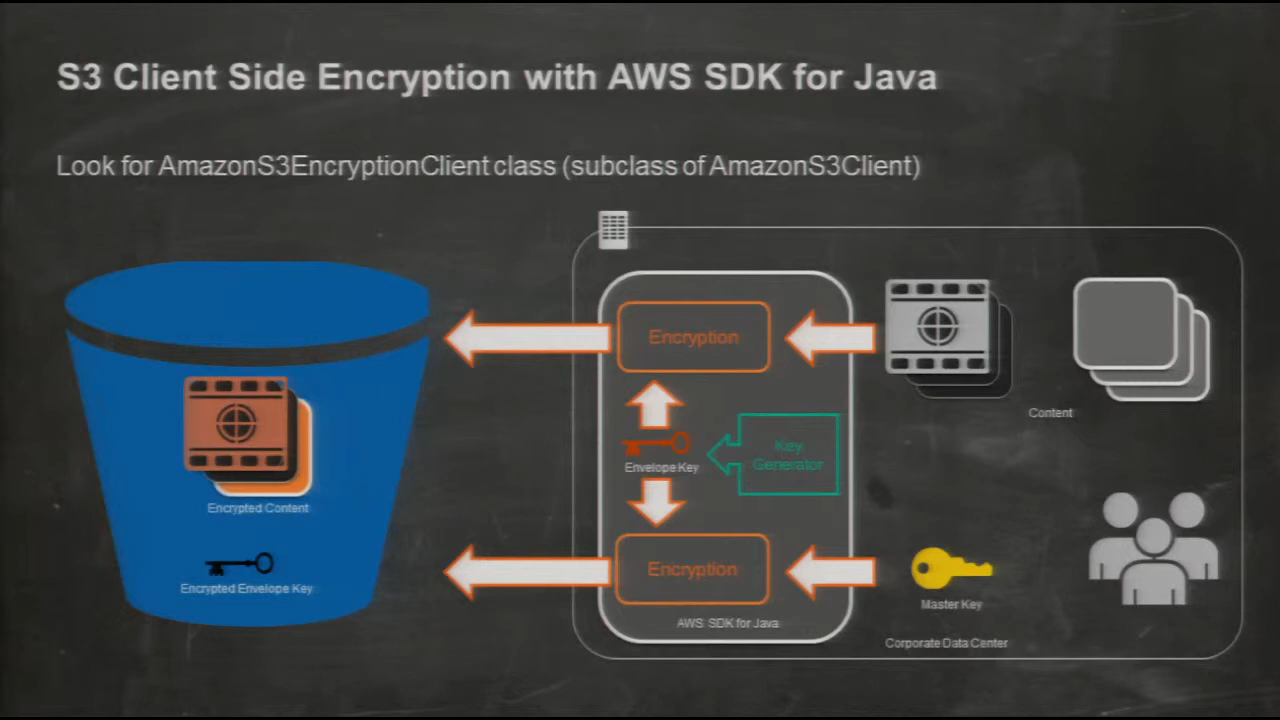 S3 Client Side Encryption with AWS SDK for Java
Look for AmazonS3EncryptionClient class (subclass of AmazonS3Client)
Encryption
Content
Key
Generator
Envelope Key
Encrypted Content
Encryption
Encrypted Envelope Key
Master Key
AWS SDK for Java
Corporate Data Center